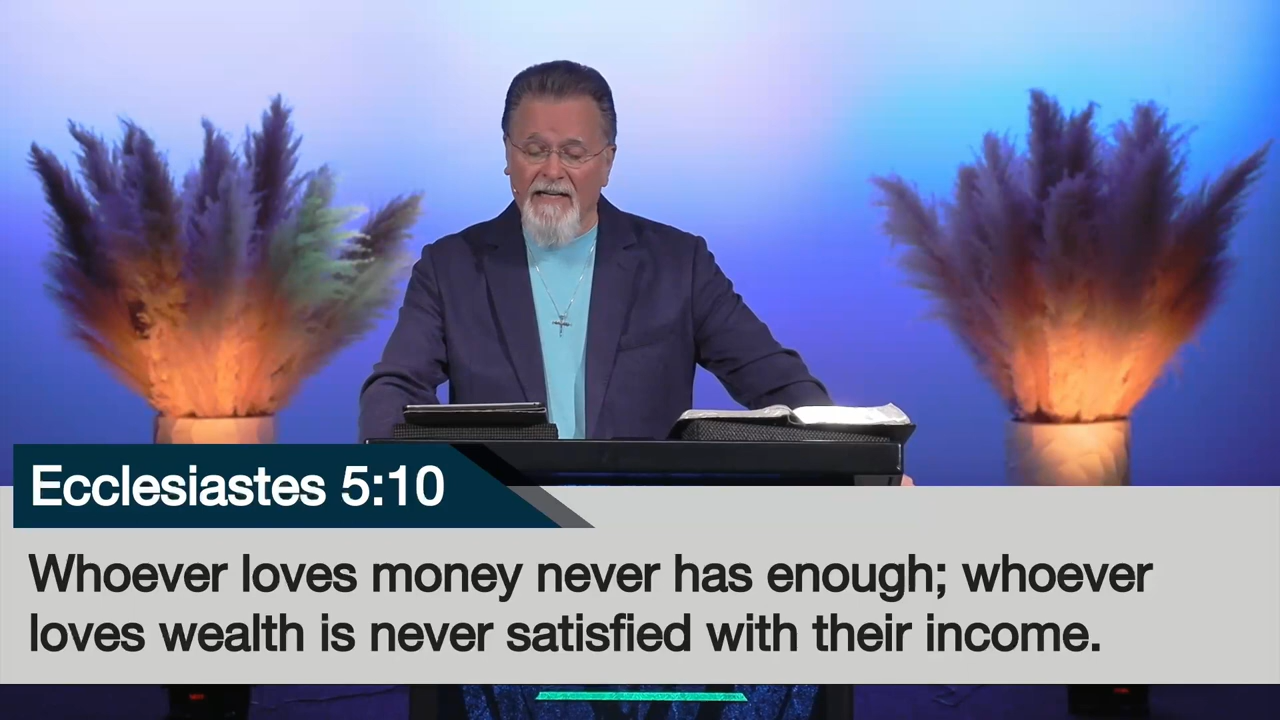 Ecclesiastes 5:10
Whoever loves money never has enough; whoever
loves wealth is never satisfied with their income.